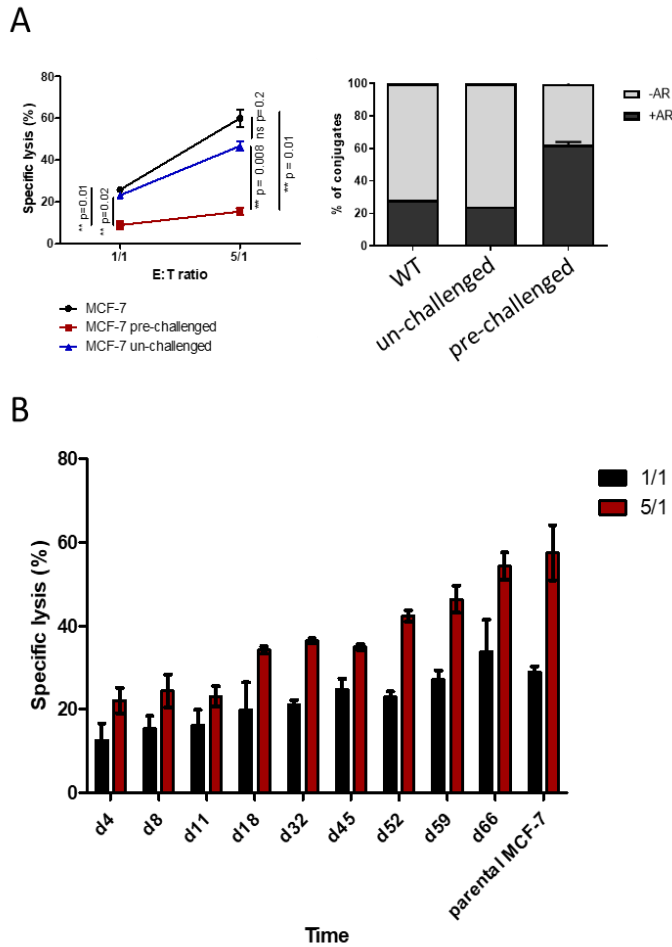 A
Specific lysis (%)
80
60
40
20
0
1/1
5/1
E:T ratio
** p=0.01
** p=0.02
** p = 0.008
ns p=0.2
** p = 0.01
MCF-7
MCF-7 pre-challenged
MCF-7 un-challenged
% of conjugates
100
80
60
40
20
0
WT
un-challenged
pre-challenged
-AR
+AR
B
Specific lysis (%)
80
60
40
20
0
d4
d8
d11
d18
d32
d45
d52
d59
d66
parental MCF-7
Time
1/1
5/1